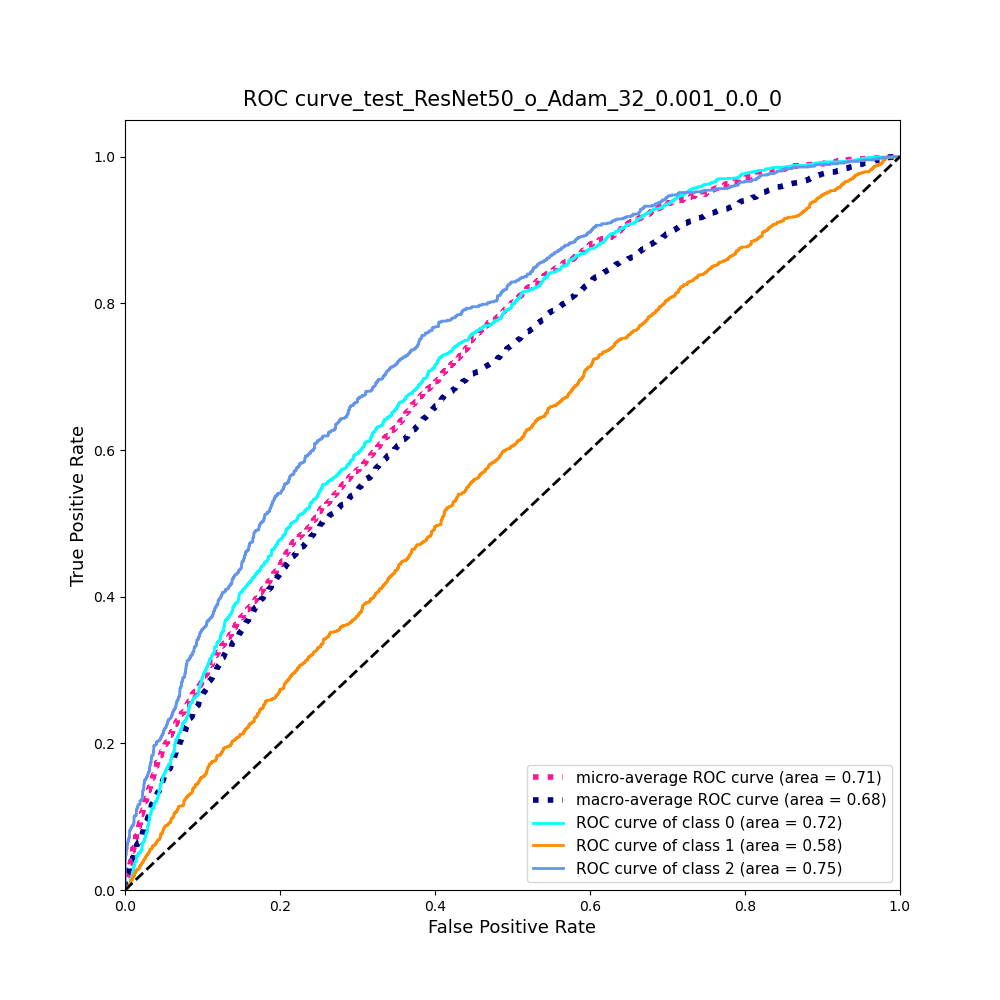 ROC curve_test_ResNet50_o_Adam_32_0.001_0.0_0
1.0
0.8
0.6
0.4
0.2
0.0
True Positive Rate
micro-average ROC curve (area = 0.71)
macro-average ROC curve (area = 0.68)
ROC curve of class 0 (area = 0.72)
ROC curve of class 1 (area = 0.58)
ROC curve of class 2 (area = 0.75)
0.0 0.2 0.4 0.6 0.8 1.0
False Positive Rate